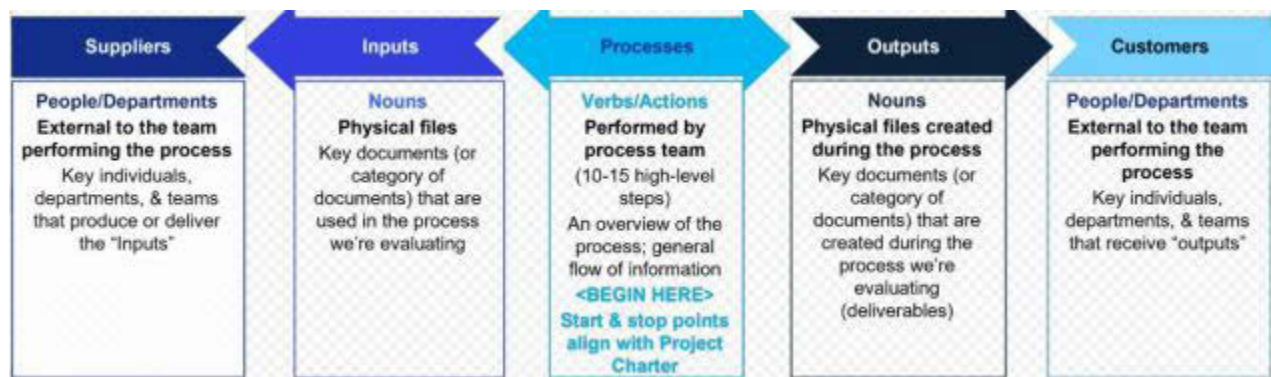 Suppliers
Inputs
Processes
Outputs
Customers
People/Departments
External to the team
performing the process
Key individuals,
departments, & teams
that produce or deliver
the “Inputs”
Nouns
Physical files
Key documents (or
category of
documents) that are
used in the process
we’re evaluating
Verbs/Actions
Performed by
process team
(10-15 high-level
steps)
An overview of the
process; general
flow of information
<BEGIN HERE>
Start & stop points
align with Project
Charter
Nouns
Physical files created
during the process
Key documents (or
category of
documents) that are
created during the
process we’re
evaluating
(deliverables)
People/Departments
External to the team
performing the
process
Key individuals,
departments, & teams
that receive “outputs”